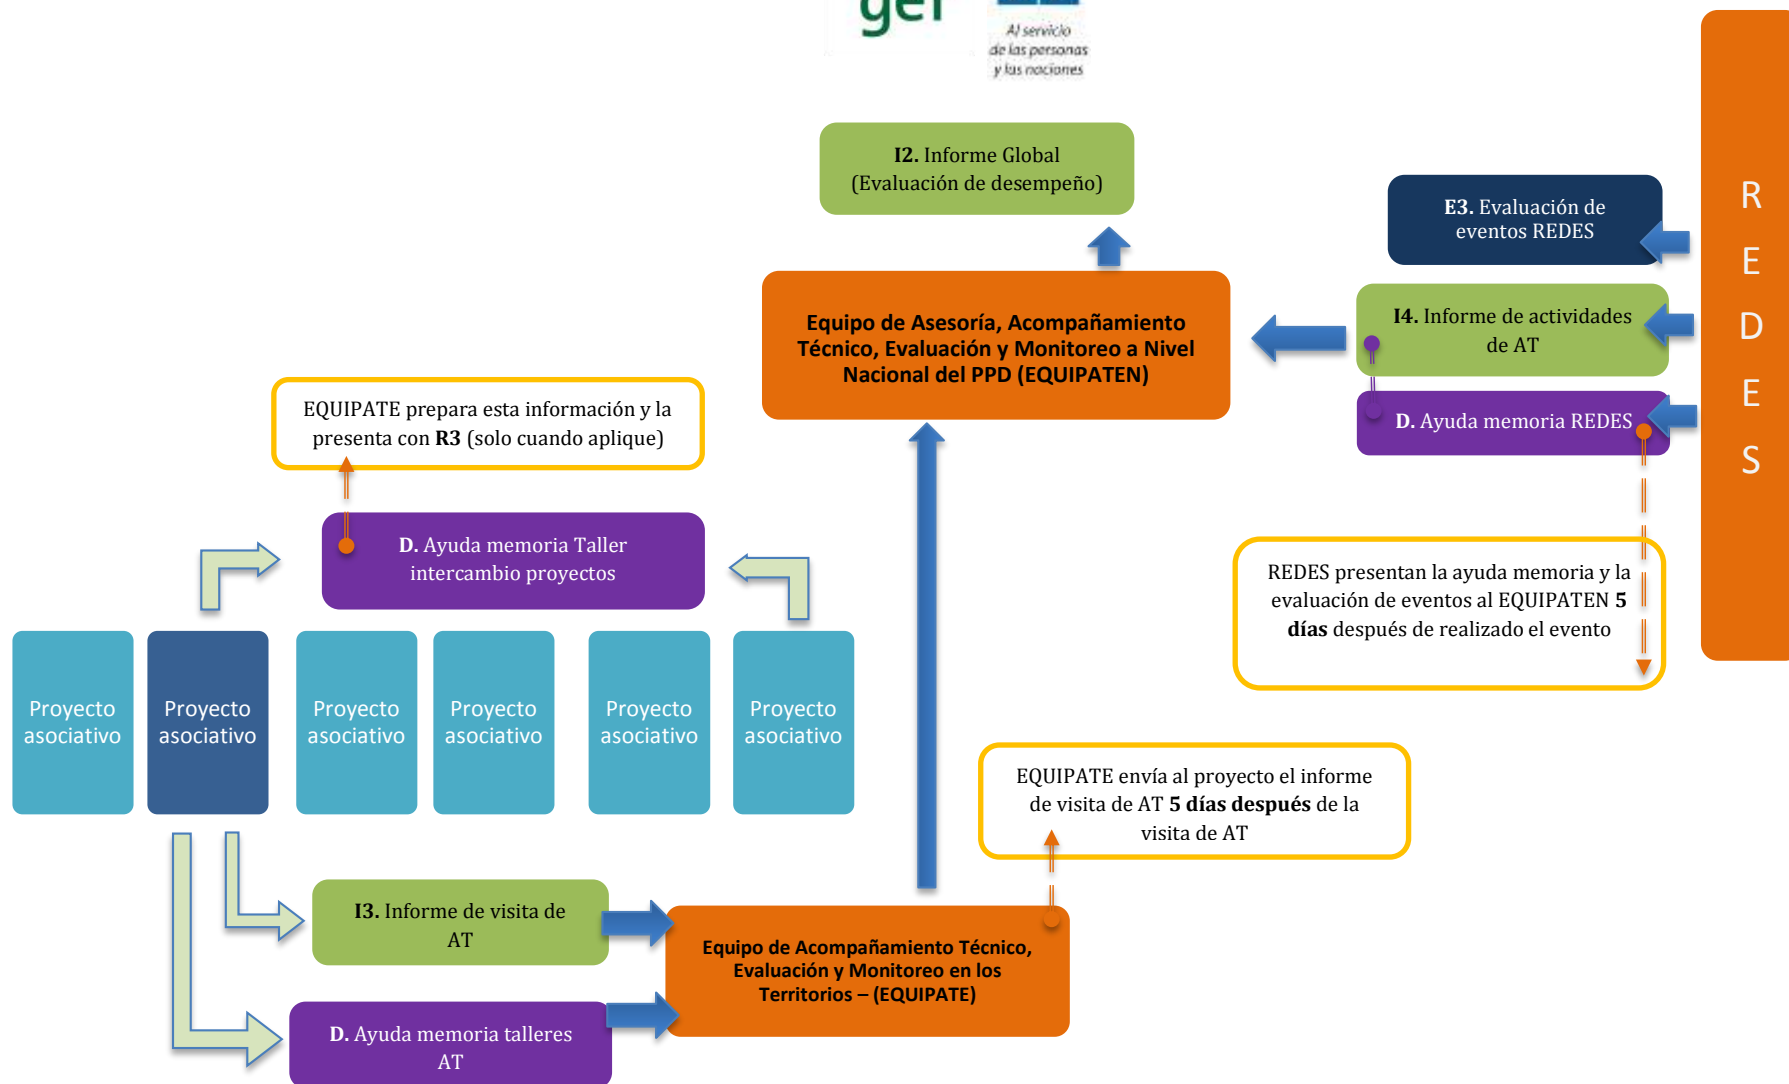 gef
Al servicio
de las personas
y las naciones
I2. Informe Global
(Evaluación de desempeño)
E3. Evaluación de
eventos REDES
R
E
D
E
S
I4. Informe de actividades
de AT
Equipo de Asesoría, Acompañamiento
Técnico, Evaluación y Monitoreo a Nivel
Nacional del PPD (EQUIPATEN)
D. Ayuda memoria REDES
EQUIPATE prepara esta información y la
presenta con R3 (solo cuando aplique)
D. Ayuda memoria Taller
intercambio proyectos
REDES presentan la ayuda memoria y la
evaluación de eventos al EQUIPATEN 5
días después de realizado el evento
Proyecto
asociativo
Proyecto
asociativo
Proyecto
asociativo
Proyecto
asociativo
Proyecto
asociativo
Proyecto
asociativo
EQUIPATE envía al proyecto el informe
de visita de AT 5 días después de la
visita de AT
I3. Informe de visita de
AT
Equipo de Acompañamiento Técnico,
Evaluación y Monitoreo en los
Territorios – (EQUIPATE)
D. Ayuda memoria talleres
AT